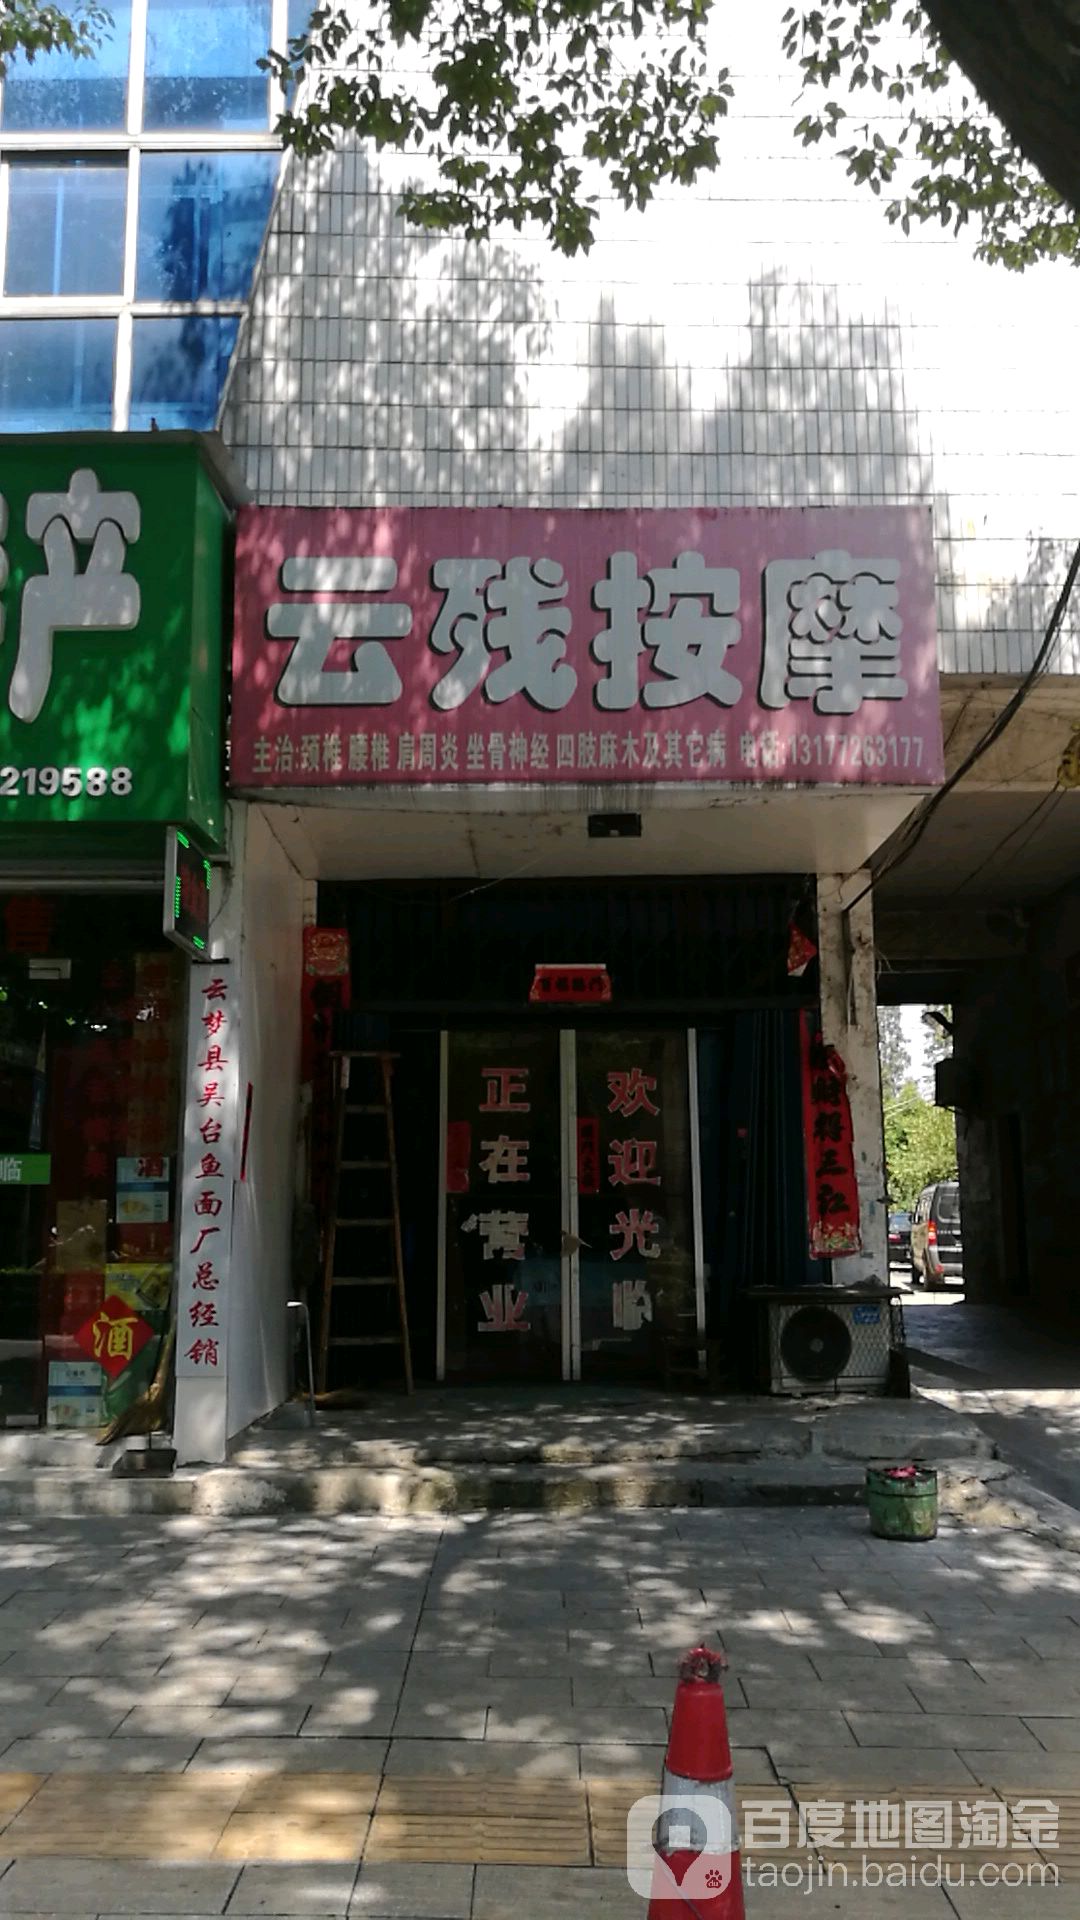 产
219588
云残按摩
主治:颈椎 腰椎 肩周炎 坐骨神经 四肢麻木及其它病 电话:13177263177
售
云梦县吴台鱼面厂总经销
临
酒
酒
正在营业
欢迎光临
百度地图淘金
taojin.baidu.com